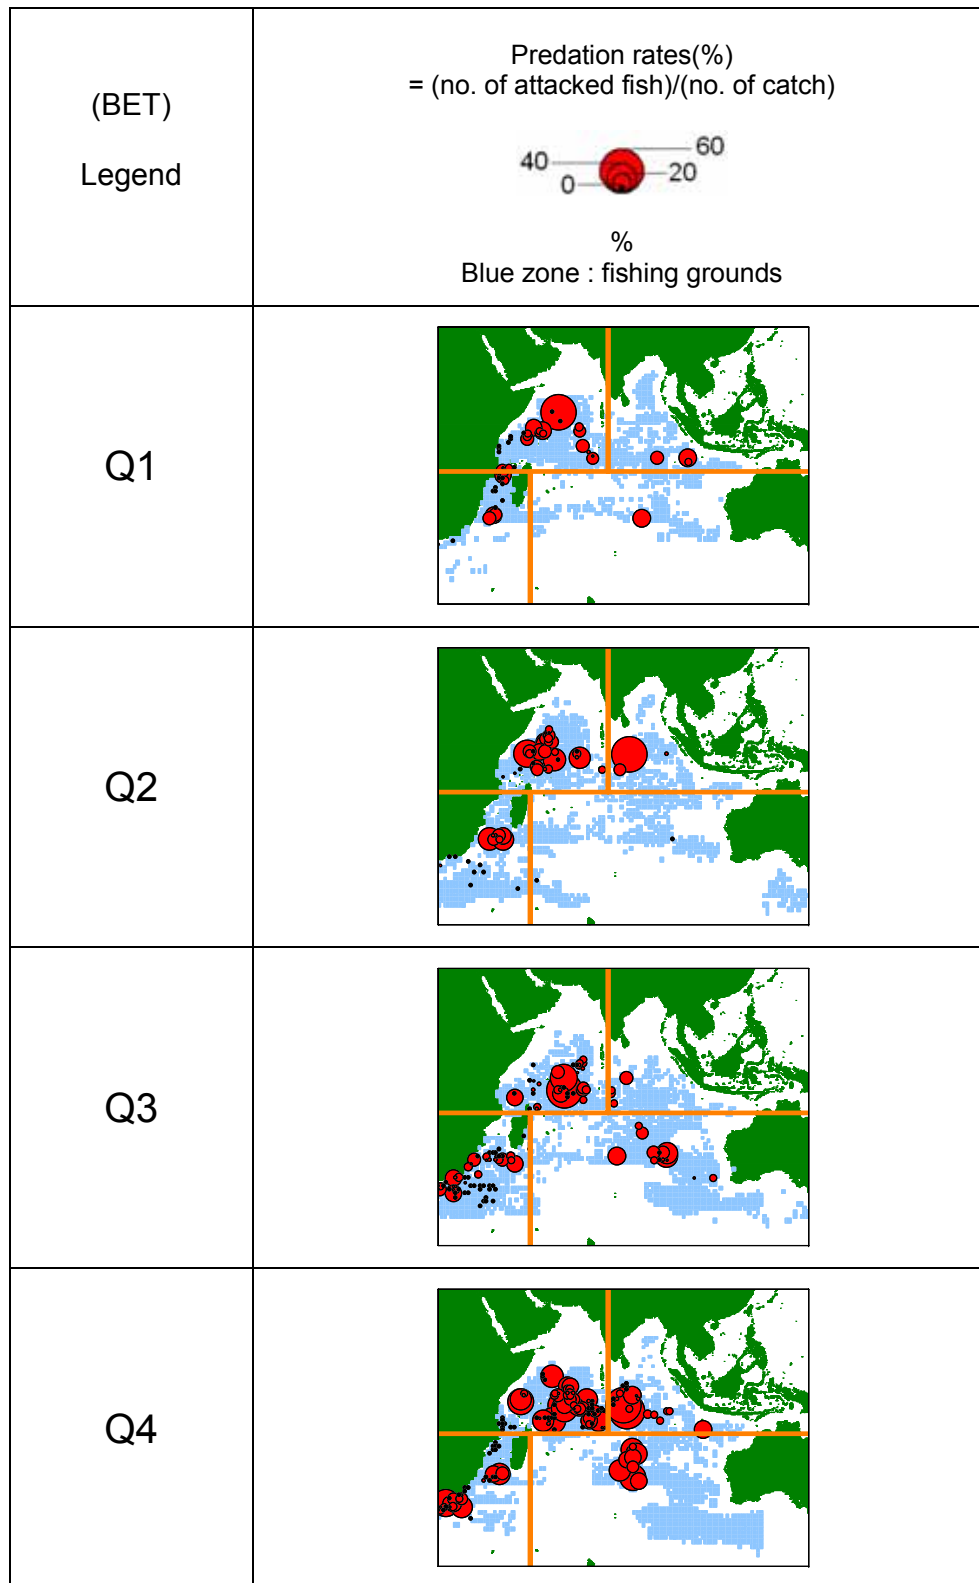 (BET)
Legend
Predation rates(%)
= (no. of attacked fish)/(no. of catch)
60
40
20
0
%
Blue zone : fishing grounds
Q1
Q2
Q3
Q4